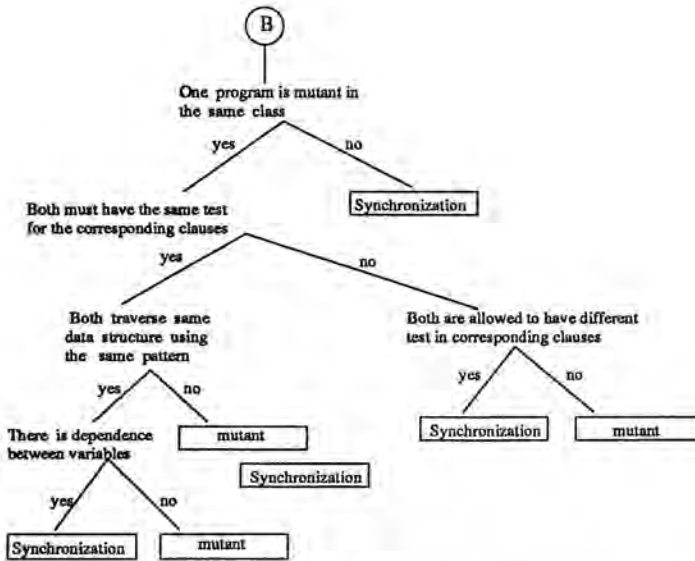 B
One program is mutant in
the same class
yes
no
Synchronization
Both must have the same test
for the corresponding clauses
yes
no
Both traverse same
data structure using
the same pattern
Both are allowed to have different
test in corresponding clauses
yes
no
yes
no
There is dependence
between variables
mutant
Synchronization
Synchronization
mutant
yes
no
Synchronization
mutant